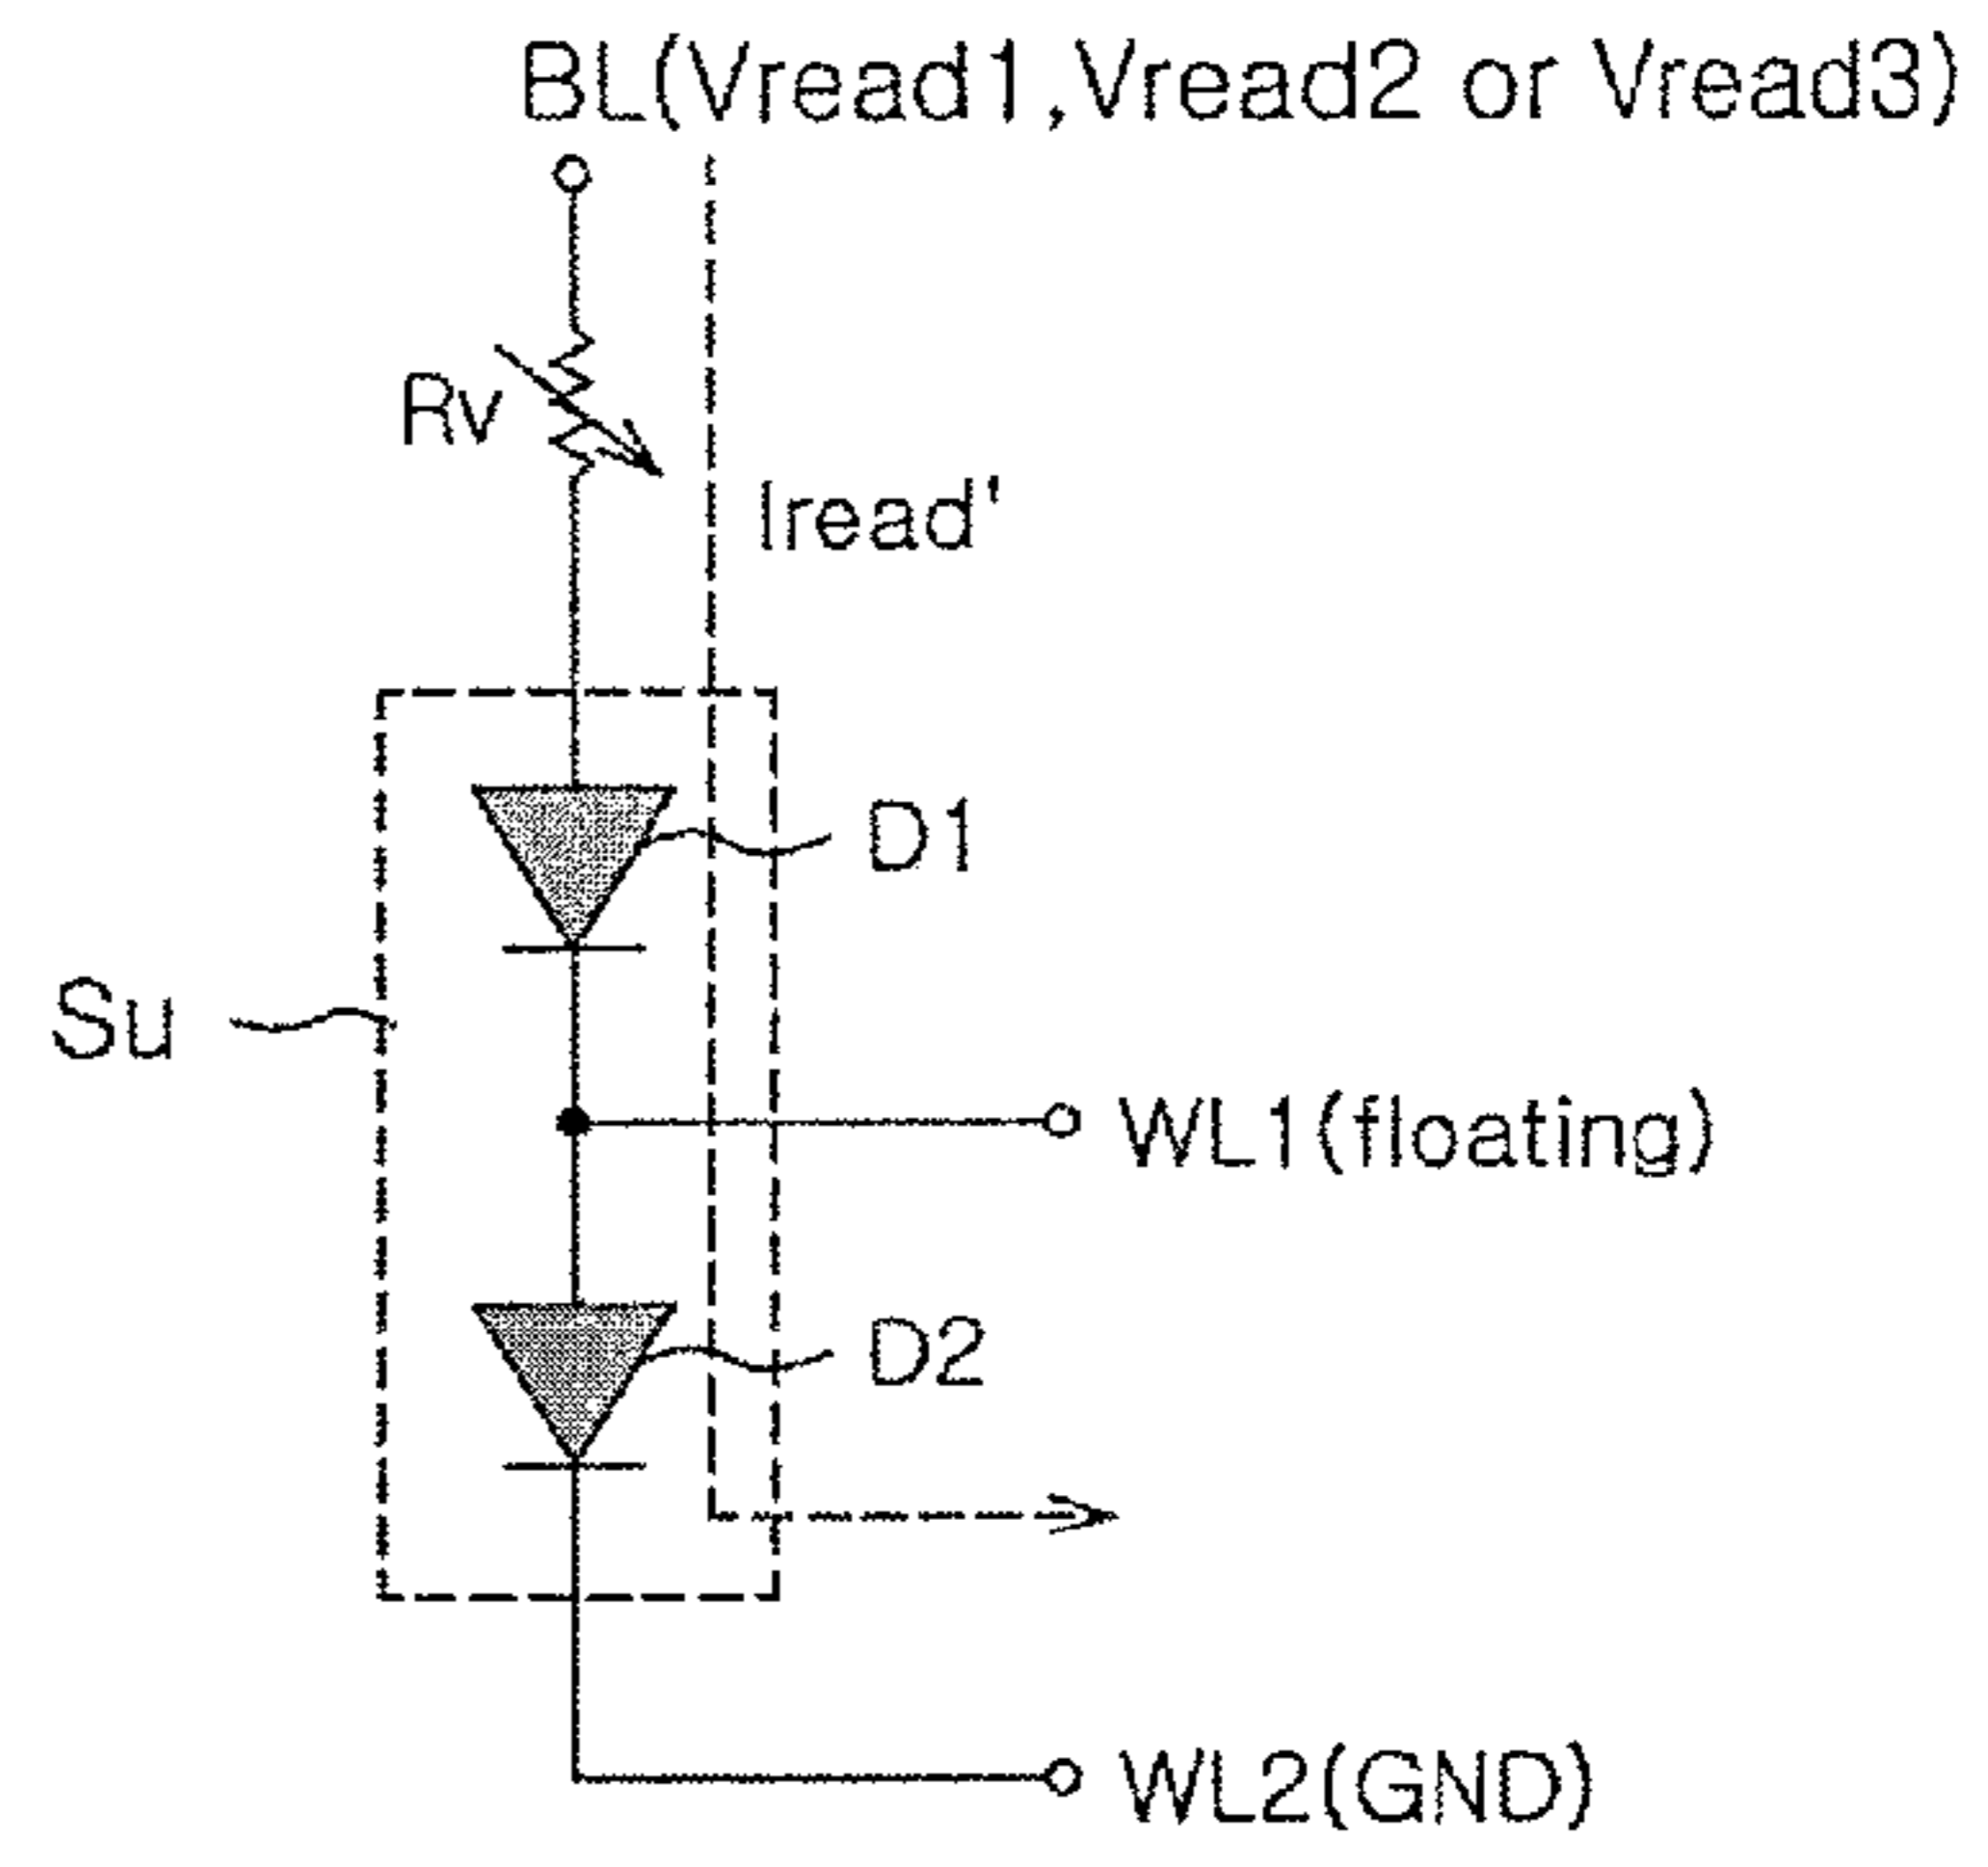 BL(Vread1,Vread2 or Vread3)
Rv
Iread'
D1
Su
WL1(floating)
D2
WL2(GND)